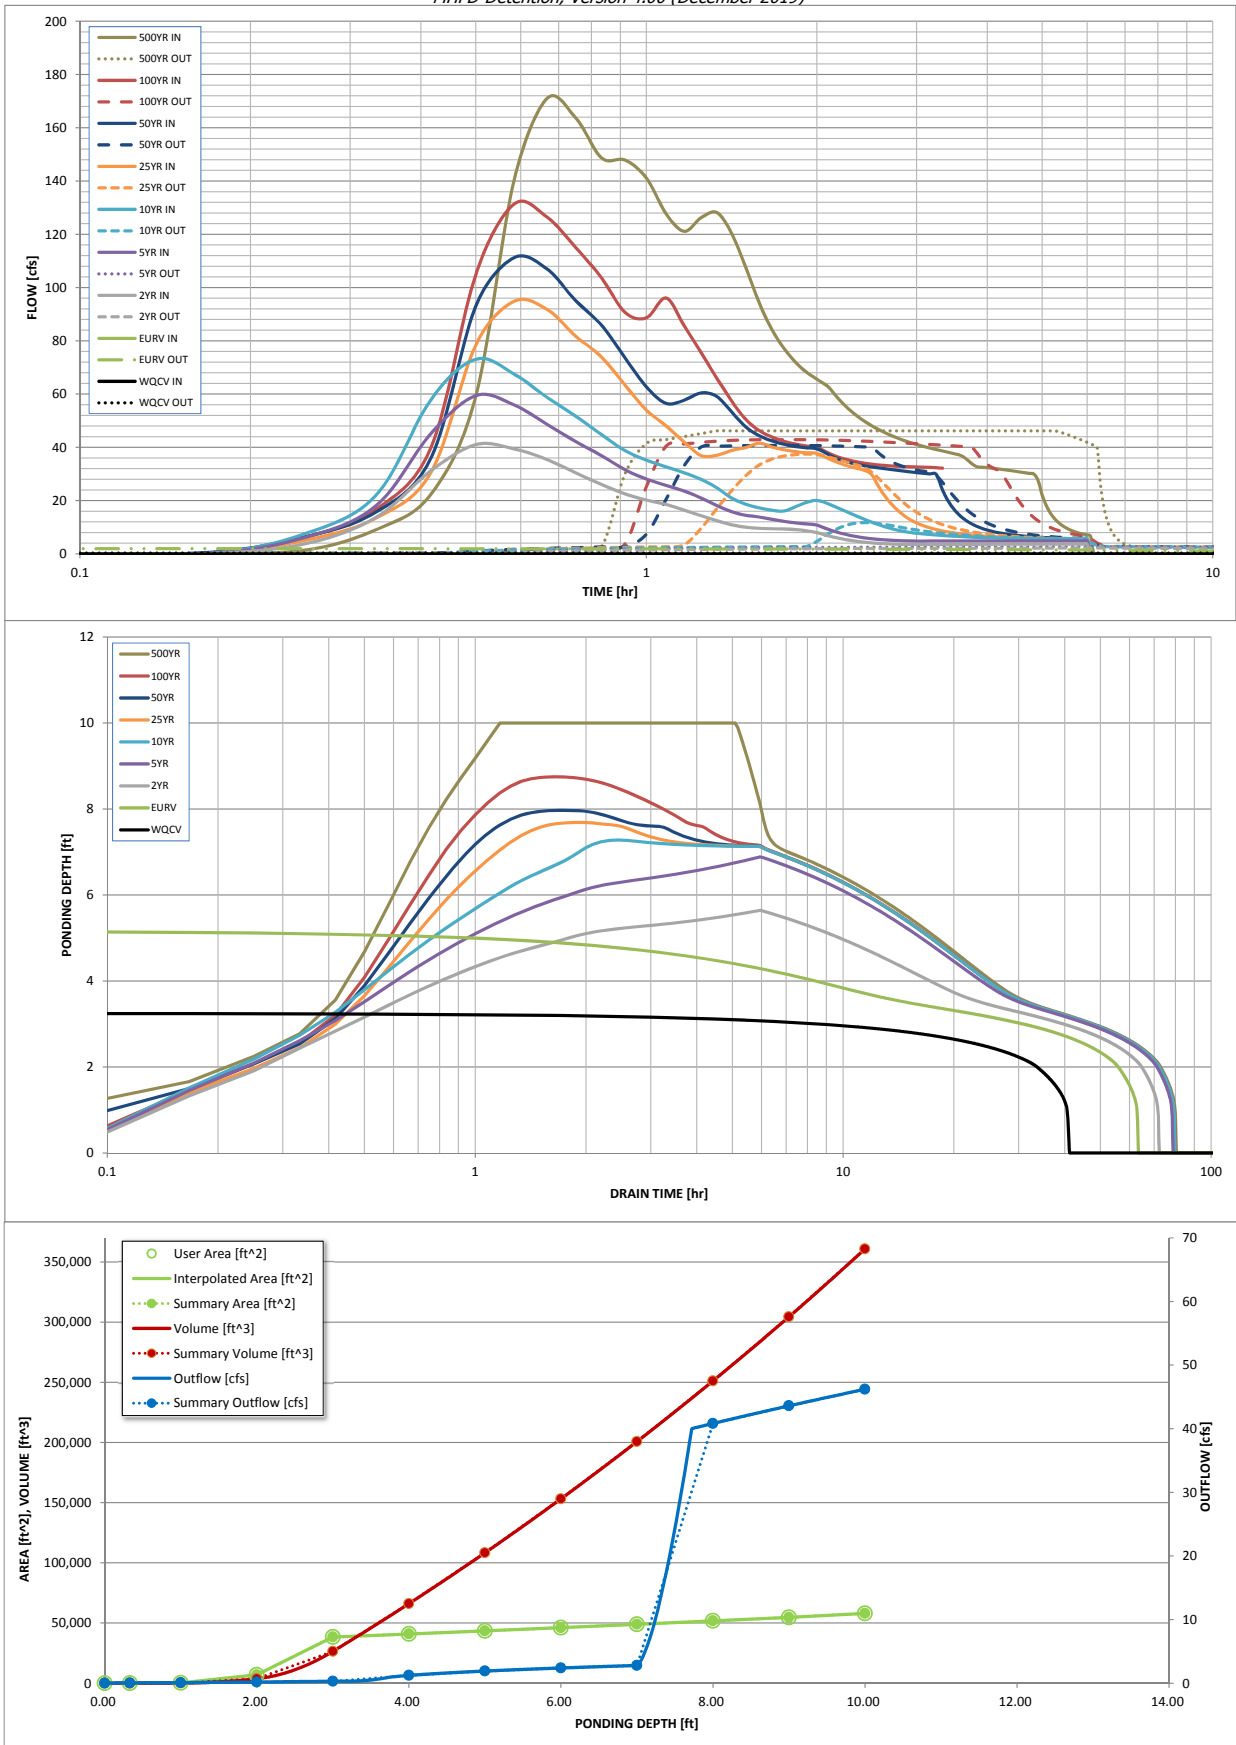 MHFD-Detention, Version 4.00 (December 2019)
200
180
160
140
120
100
80
60
40
20
0
FLOW [cfs]
500YR IN
500YR OUT
100YR IN
100YR OUT
50YR IN
50YR OUT
25YR IN
25YR OUT
10YR IN
10YR OUT
5YR IN
5YR OUT
2YR IN
2YR OUT
EURV IN
EURV OUT
WQCV IN
WQCV OUT
0.1
1
10
TIME [hr]
12
10
8
6
4
2
0
PONDING DEPTH [ft]
500YR
100YR
50YR
25YR
10YR
5YR
2YR
EURV
WQCV
0.1
1
10
100
DRAIN TIME [hr]
350,000
300,000
250,000
200,000
150,000
100,000
50,000
0
AREA [ft^2], VOLUME [ft^3]
User Area [ft^2]
Interpolated Area [ft^2]
Summary Area [ft^2]
Volume [ft^3]
Summary Volume [ft^3]
Outflow [cfs]
Summary Outflow [cfs]
70
60
50
40
30
20
10
0
OUTFLOW [cfs]
0.00
2.00
4.00
6.00
8.00
10.00
12.00
14.00
PONDING DEPTH [ft]